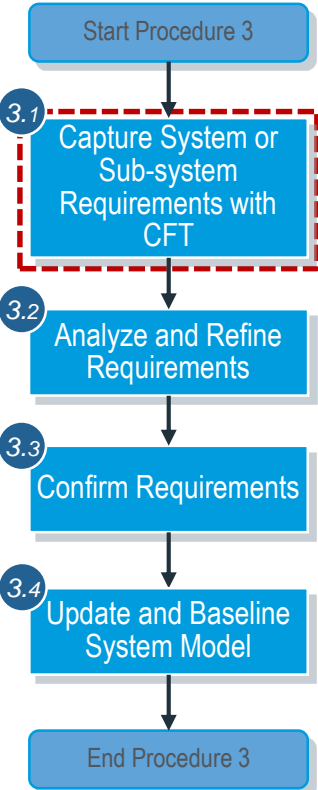 Start Procedure 3
3.1
Capture System or
Sub-system
Requirements with
CFT
3.2
Analyze and Refine
Requirements
3.3
Confirm Requirements
3.4
Update and Baseline
System Model
End Procedure 3